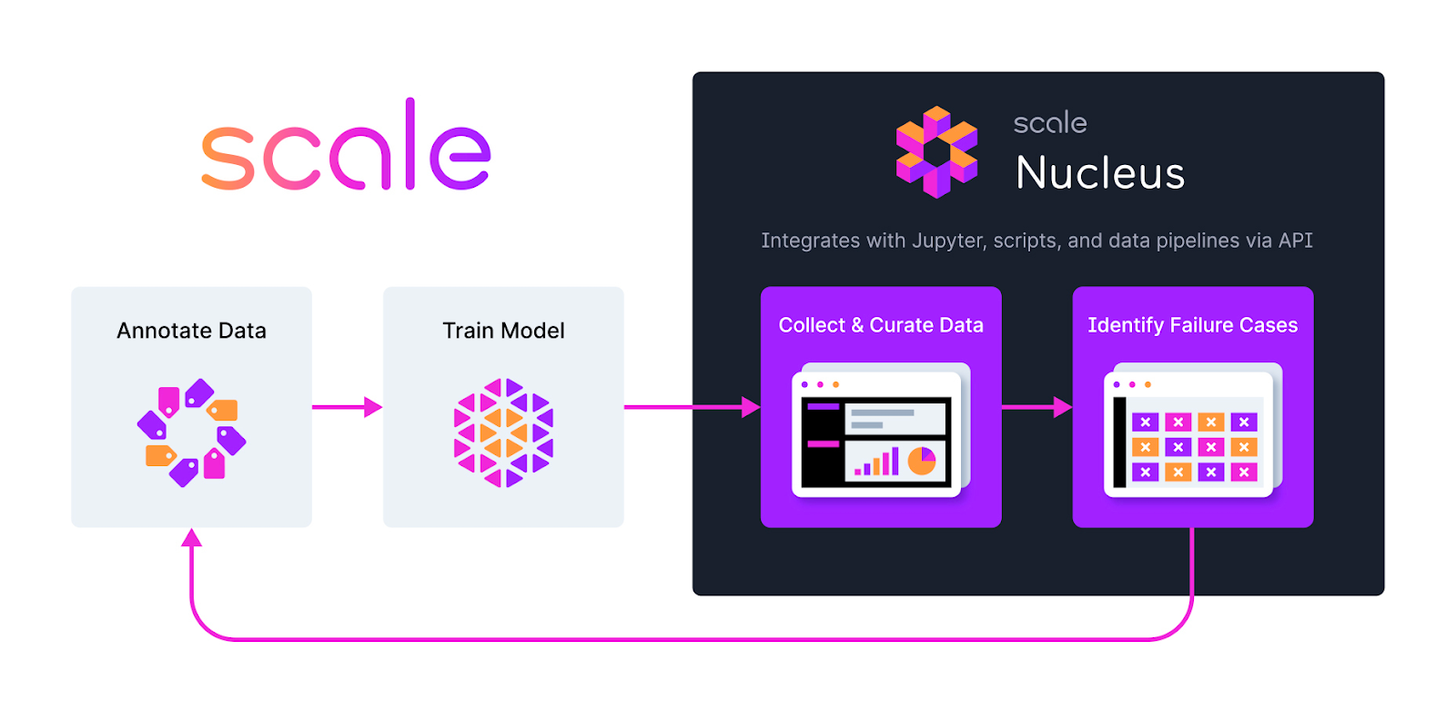 scale
scale
Nucleus
Integrates with Jupyter, scripts, and data pipelines via API
Annotate Data
Train Model
Collect & Curate Data
Identify Failure Cases